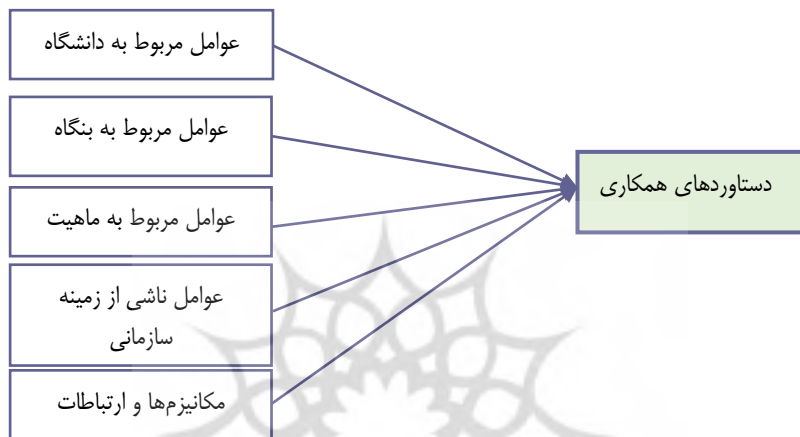 عوامل مربوط به دانشگاه
عوامل مربوط به بنگاه
دستاوردهای همکاری
عوامل مربوط به ماهیت
عوامل ناشی از زمینه
سازمانی
مکانیزم‌ها و ارتباطات